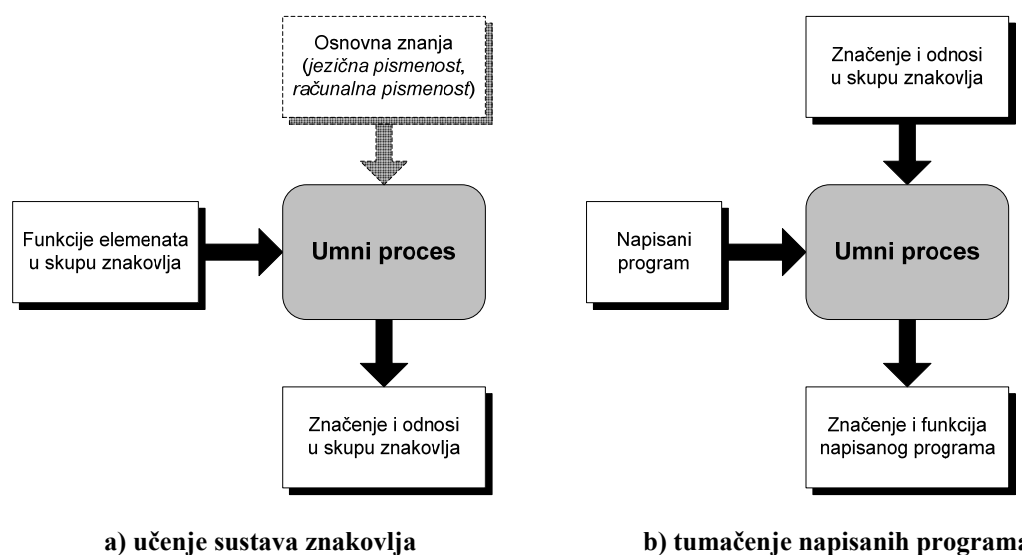 Osnovna znanja
(jezična pismenost,
računalna pismenost)
Funkcije elemenata
u skupu znakovlja
Umni proces
Značenje i odnosi
u skupu znakovlja
a) učenje sustava znakovlja
Značenje i odnosi
u skupu znakovlja
Napisani
program
Umni proces
Značenje i funkcija
napisanog programa
b) tumačenje napisanih programa